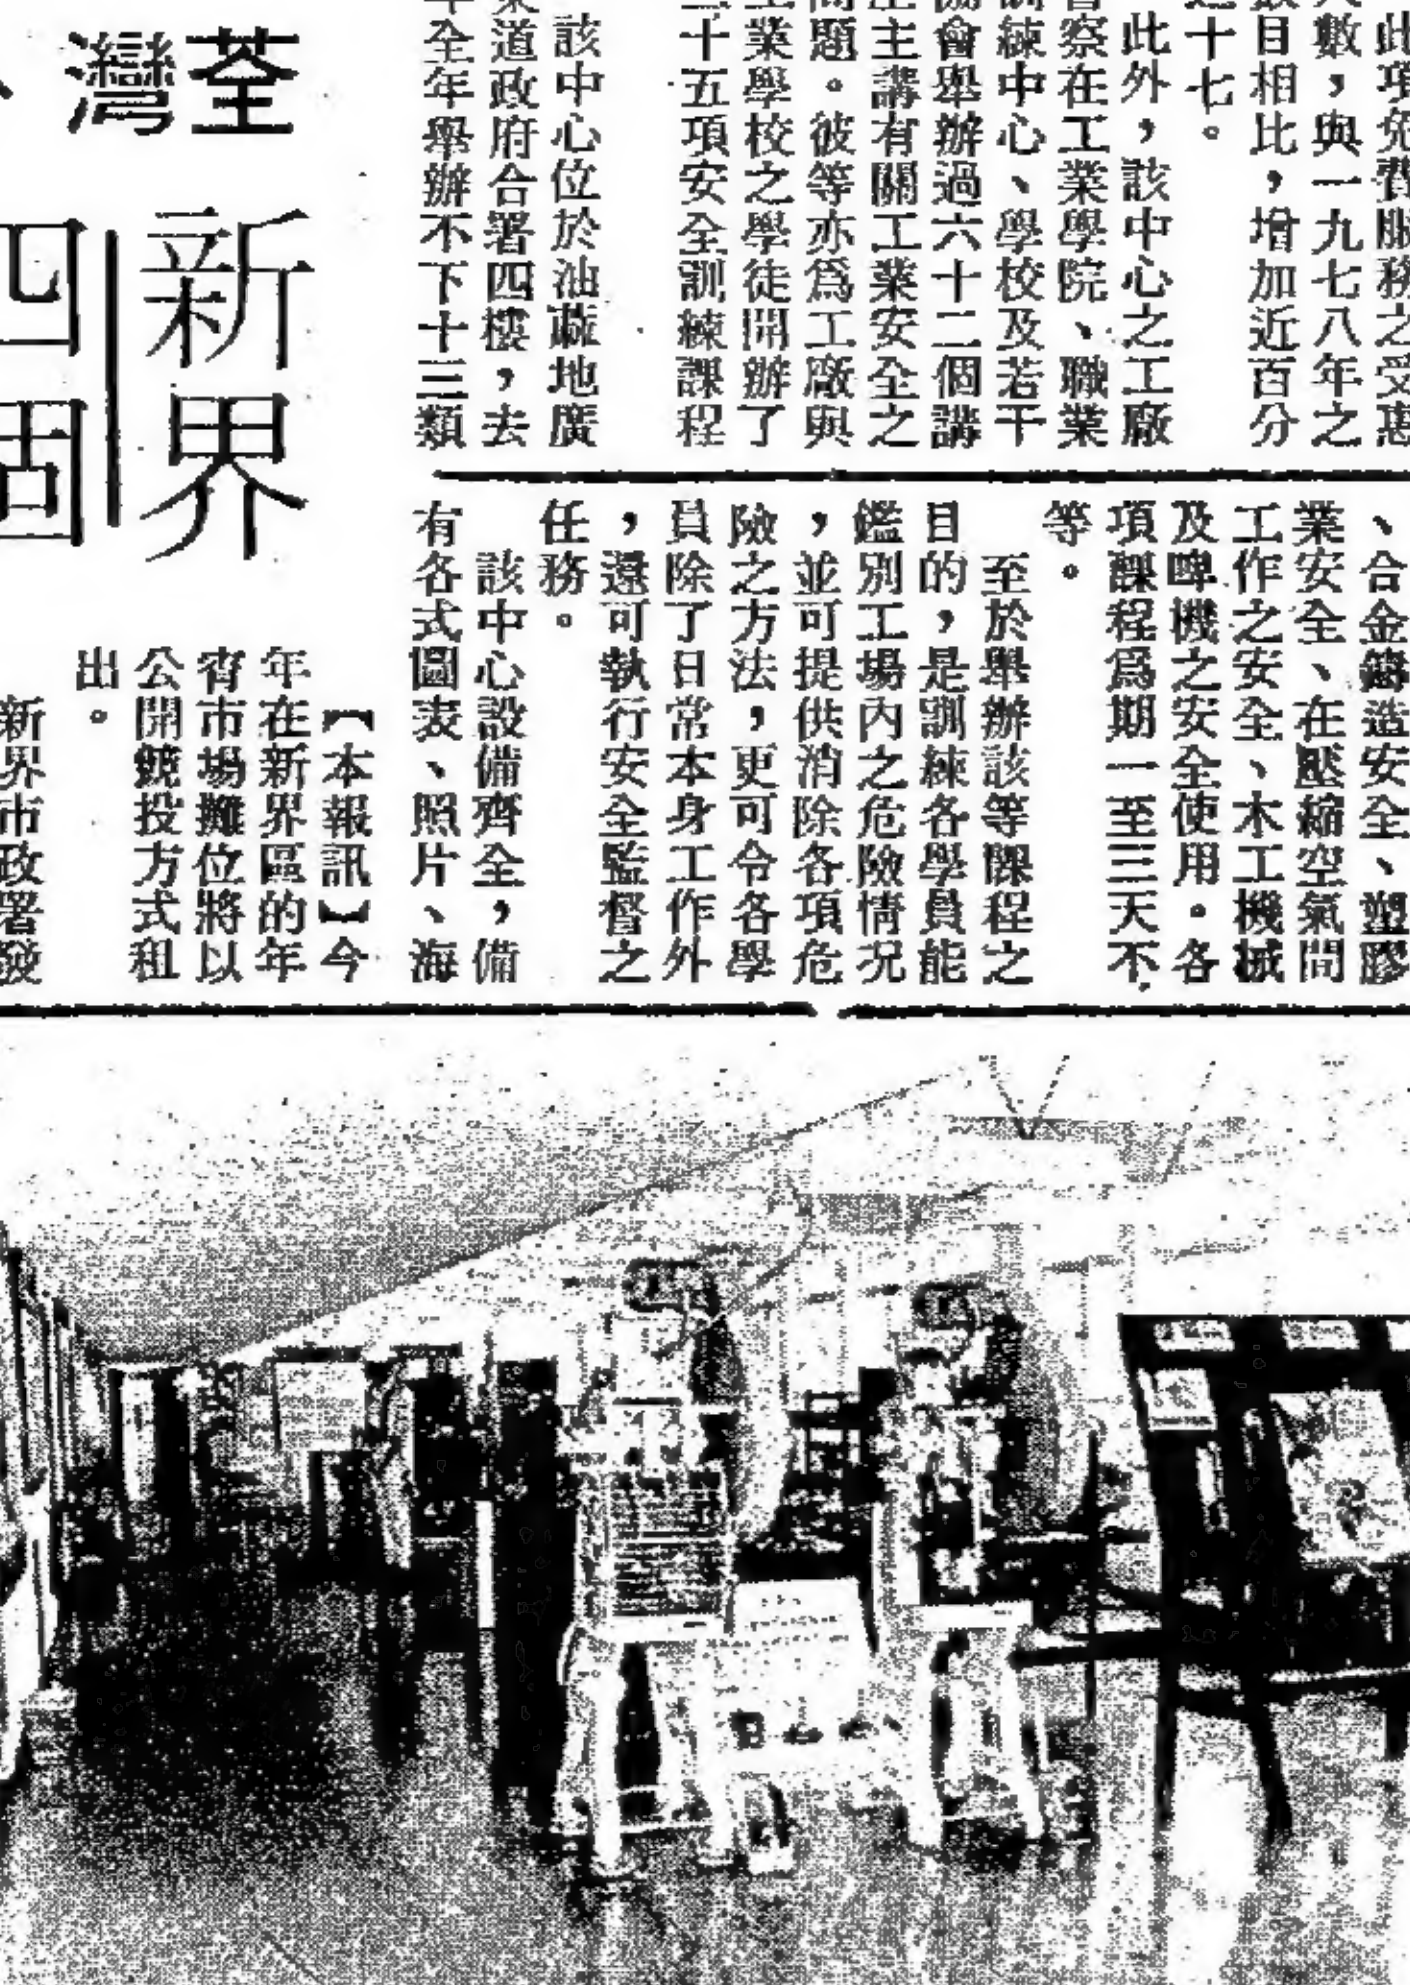 此項免費服務之受惠
數，與一九七八年之
目相比，增加近百分
十七。
此外，該中心之工廠
察在工業學院、職業
訓練中心、學校及若干
協會舉辦過六十二個講
主講有關工業安全之
問題。彼等亦為工廠與
業學校之學徒開辦了
十五項安全訓練課程
該中心位於油蔴地廣
道政府合署四樓，去
年全年舉辦不下十三類
、合金鑄造安全、塑膠
業安全、在壓縮空氣間
工作之安全、木工機械
及啤機之安全使用。各
項課程為期一至三天不
等。
至於舉辦該等課程之
目的，是訓練各學員能
鑑別工場內之危險情況
，並可提供消除各項危
險之方法，更可令各學
員除了日常本身工作外
，還可執行安全監督之
任務。
該中心設備齊全，備
有各式圖表、照片、海
荃灣
新界
四個
【本報訊】今
年在新界區的年
宵市場攤位將以
公開競投方式租
出。
新界市政署發